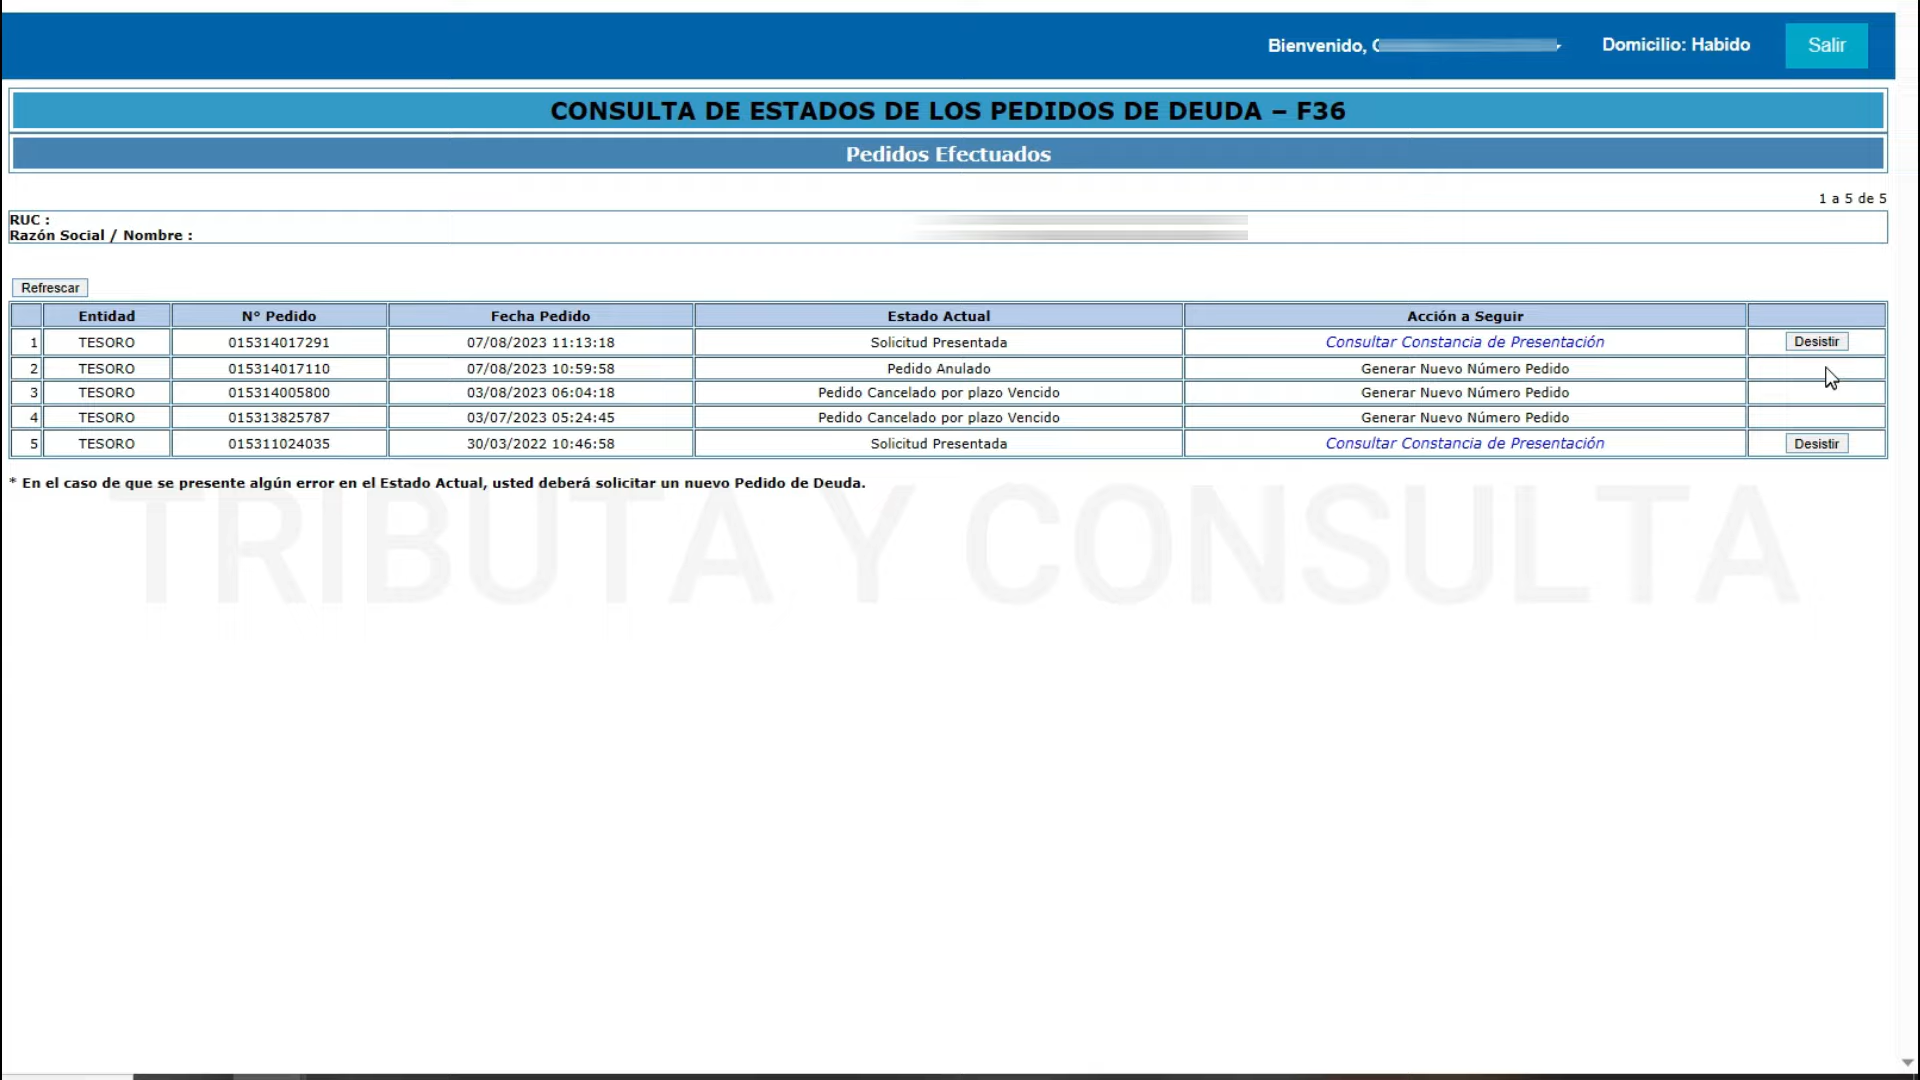 Bienvenido, Domicilio: Habido Salir
CONSULTA DE ESTADOS DE LOS PEDIDOS DE DEUDA – F36
Pedidos Efectuados
1 a 5 de 5
RUC :
Razón Social / Nombre :
Refrescar
Entidad N° Pedido Fecha Pedido Estado Actual Acción a Seguir
1 TESORO 015314017291 07/08/2023 11:13:18 Solicitud Presentada Consultar Constancia de Presentación Desistir
2 TESORO 015314017110 07/08/2023 10:59:58 Pedido Anulado Generar Nuevo Número Pedido
3 TESORO 015314005800 03/08/2023 06:04:18 Pedido Cancelado por plazo Vencido Generar Nuevo Número Pedido
4 TESORO 015313825787 03/07/2023 05:24:45 Pedido Cancelado por plazo Vencido Generar Nuevo Número Pedido
5 TESORO 015311024035 30/03/2022 10:46:58 Solicitud Presentada Consultar Constancia de Presentación Desistir
* En el caso de que se presente algún error en el Estado Actual, usted deberá solicitar un nuevo Pedido de Deuda.
TRIBUTA Y CONSULTA